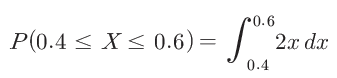 P(0.4 ≤ X ≤ 0.6) = ∫_{0.4}^{0.6} 2x dx